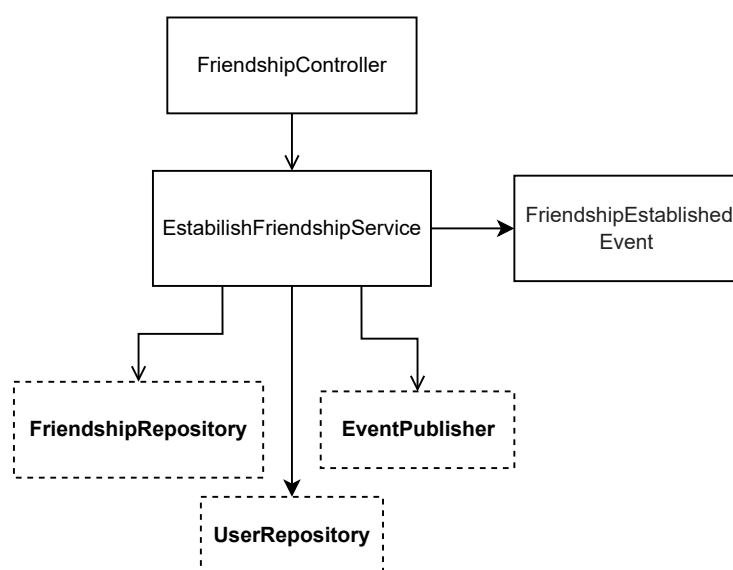 FriendshipController
EstabilishFriendshipService
FriendshipEstablished
Event
FriendshipRepository
EventPublisher
UserRepository